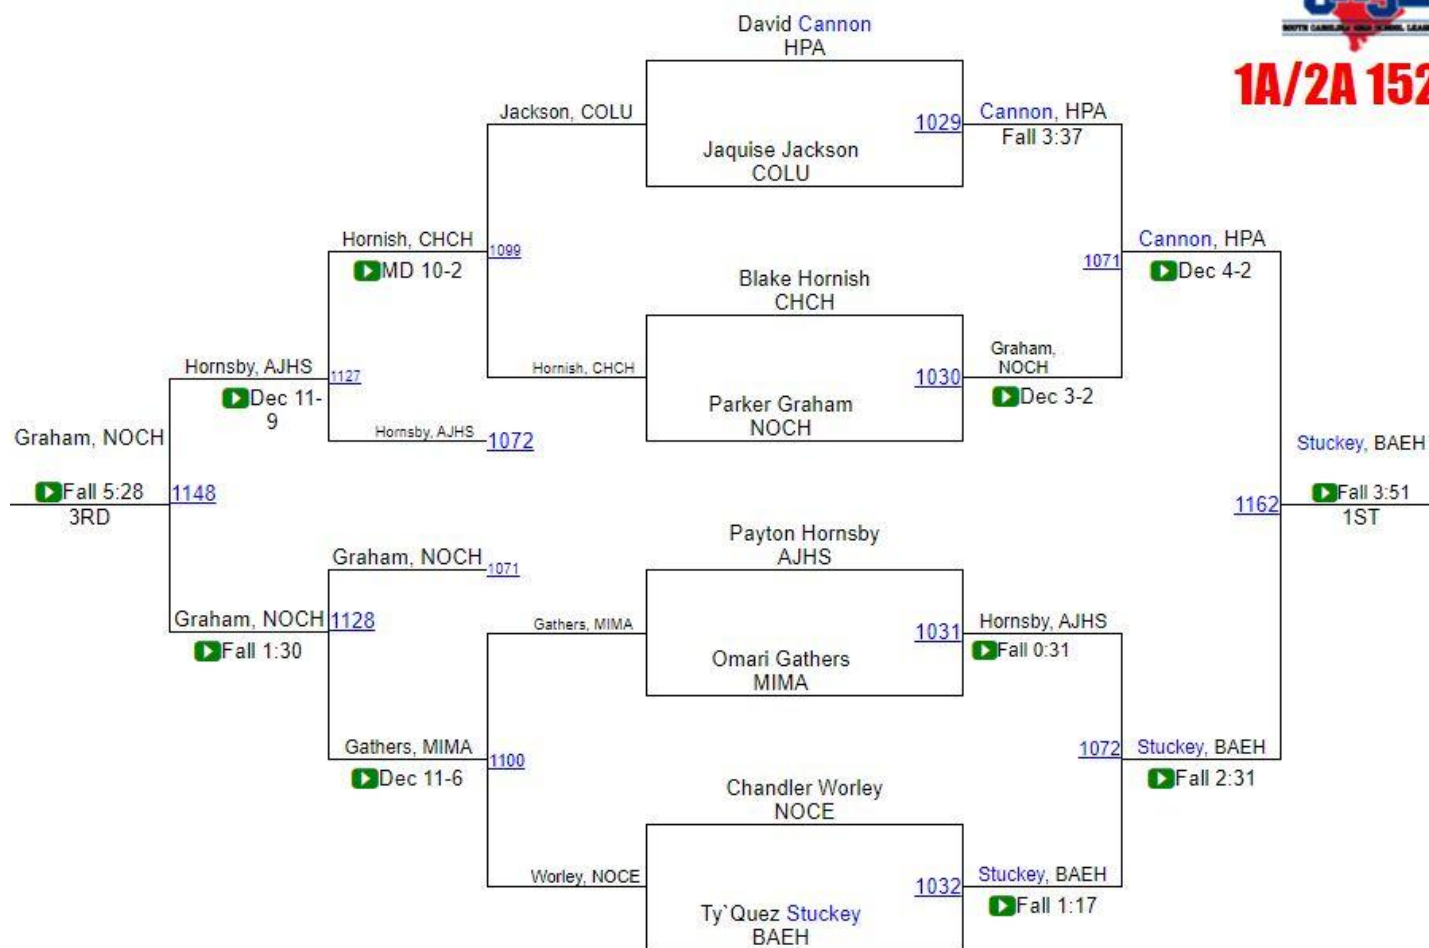 David Cannon
HPA
SOUTH CAROLINA HIGH SCHOOL LEAGUE
1A/2A 152
Jackson, COLU
1029
Cannon, HPA
Fall 3:37
Jaquise Jackson
COLU
Hornish, CHCH
MD 10-2
1099
Cannon, HPA
Dec 4-2
1071
Blake Hornish
CHCH
Hornsby, AJHS
Dec 11-
9
1127
Hornish, CHCH
1030
Graham,
NOCH
Dec 3-2
Parker Graham
NOCH
Hornsby, AJHS
1072
Graham, NOCH
Fall 5:28
3RD
1148
Stuckey, BAEH
Fall 3:51
1ST
1162
Payton Hornsby
AJHS
Graham, NOCH
1071
Graham, NOCH
Fall 1:30
1128
Gathers, MIMA
1031
Hornsby, AJHS
Fall 0:31
Omari Gathers
MIMA
Gathers, MIMA
Dec 11-6
1100
1072
Stuckey, BAEH
Fall 2:31
Chandler Worley
NOCE
Worley, NOCE
1032
Stuckey, BAEH
Fall 1:17
Ty`Quez Stuckey
BAEH